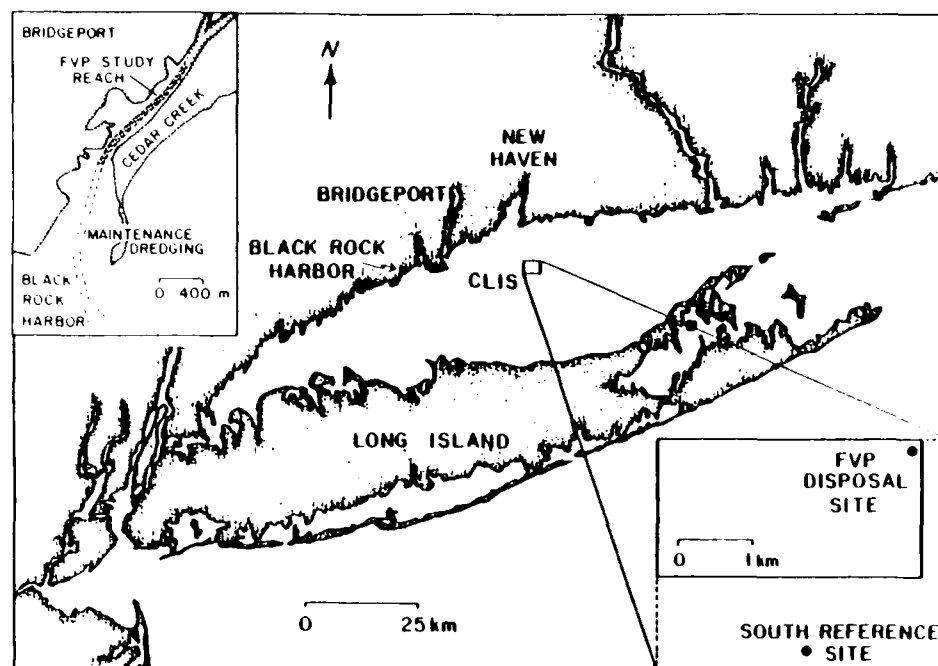 BRIDGEPORT
FVP STUDY
REACH
CEDAR CREEK
MAINTENANCE
DREDGING
0 400 m
BLACK
ROCK
HARBOR
N
NEW
HAVEN
BRIDGEPORT
BLACK ROCK
HARBOR
CLIS
LONG ISLAND
0 25 km
FVP
DISPOSAL
SITE
0 1 km
SOUTH REFERENCE
SITE